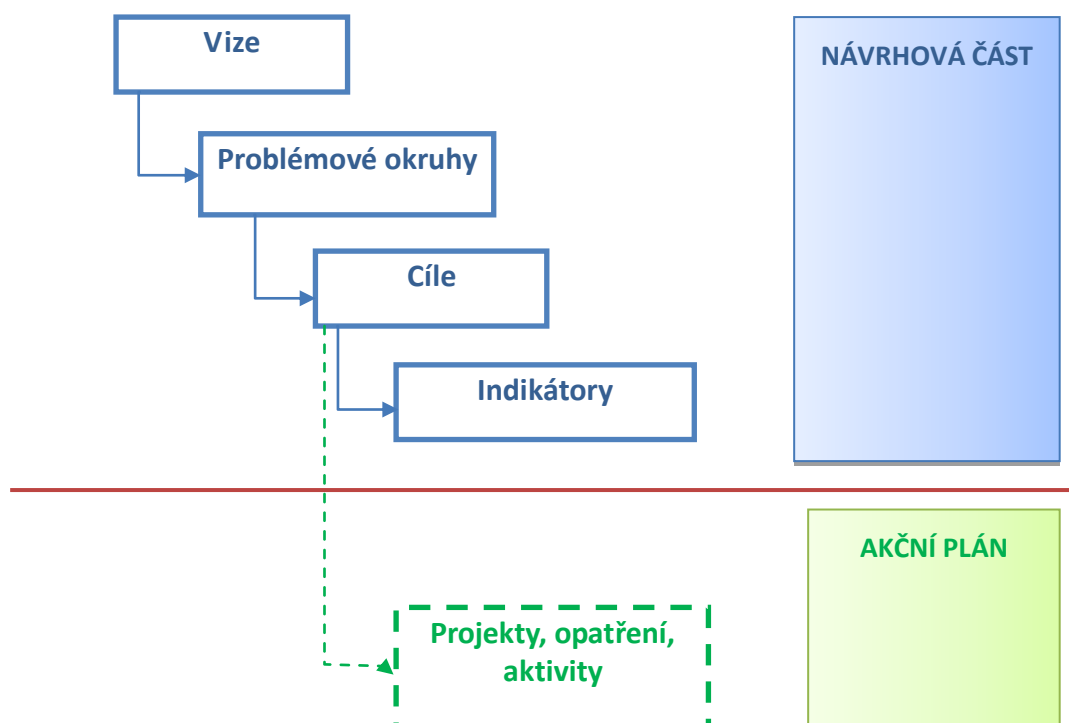 Vize
NÁVRHOVÁ ČÁST
Problémové okruhy
Cíle
Indikátory
AKČNÍ PLÁN
Projekty, opatření,
aktivity